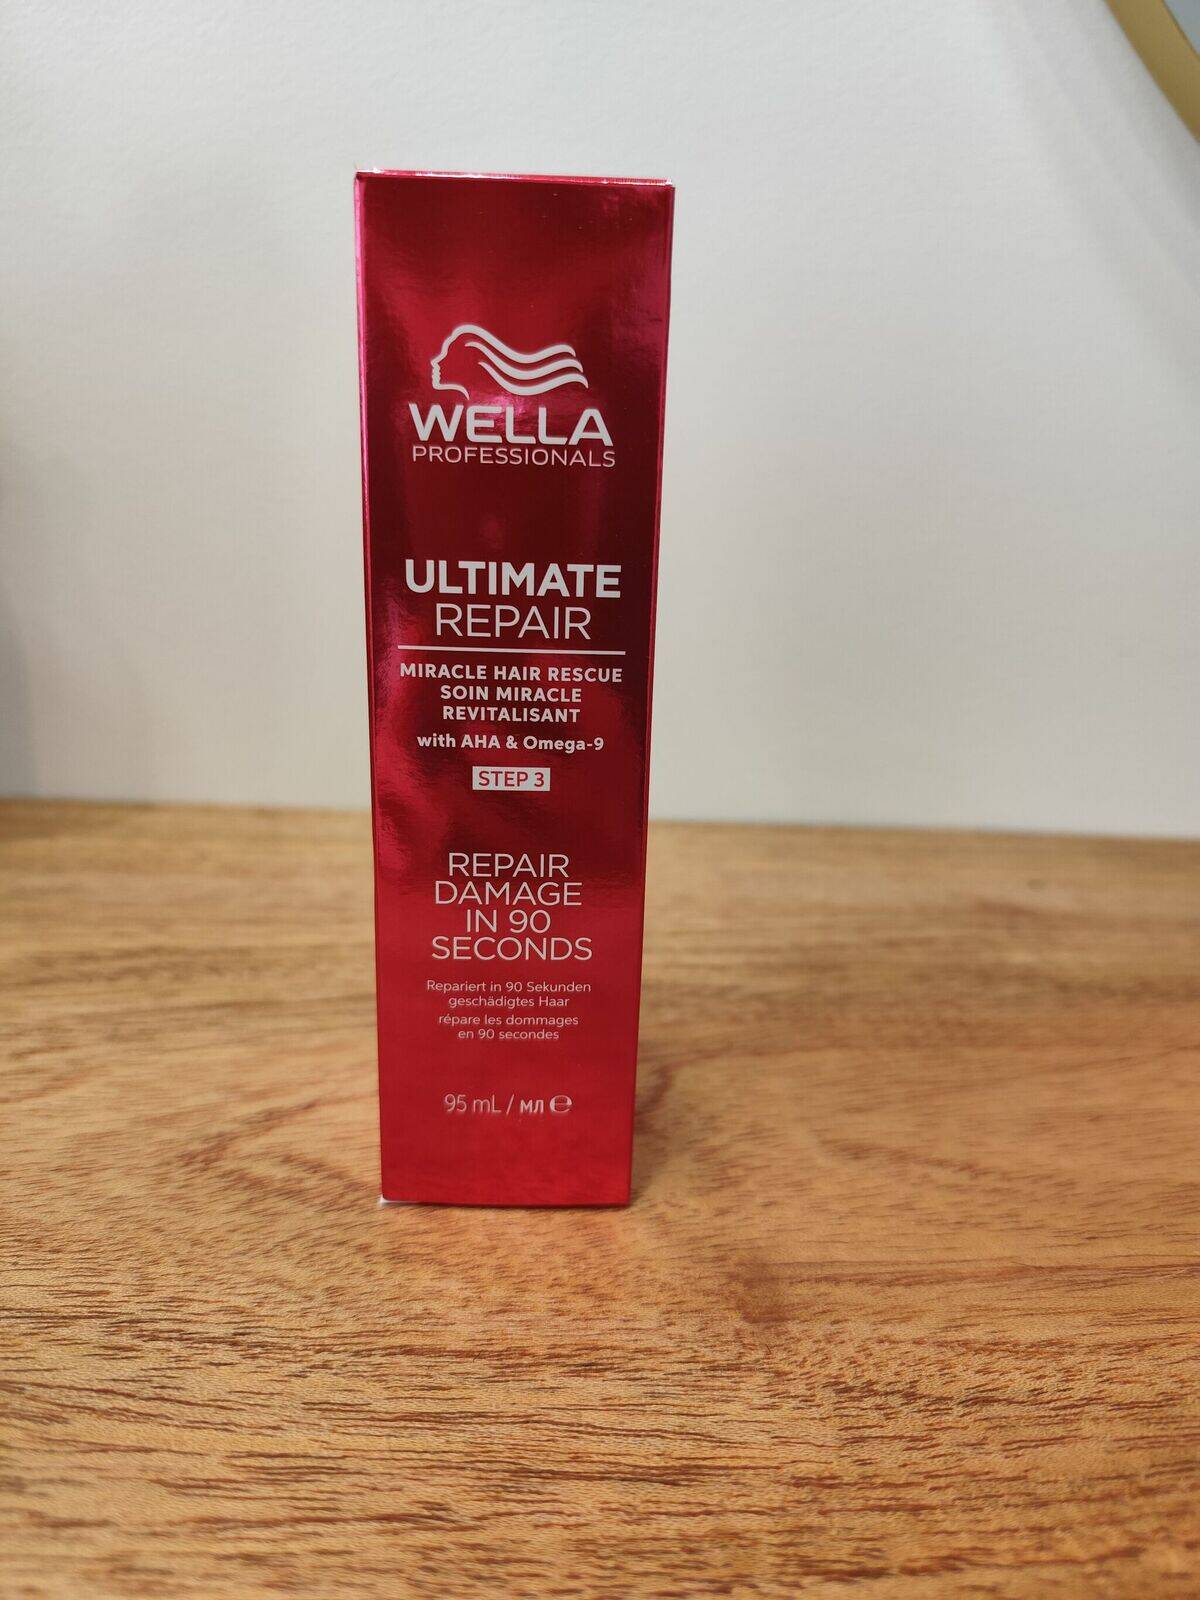 WELLA
PROFESSIONALS
ULTIMATE
REPAIR
MIRACLE HAIR RESCUE
SOIN MIRACLE
REVITALISANT
with AHA & Omega-9
STEP 3
REPAIR
DAMAGE
IN 90
SECONDS
Repariert in 90 Sekunden
geschädigtes Haar
répare les dommages
en 90 secondes
95 mL / мл ℮